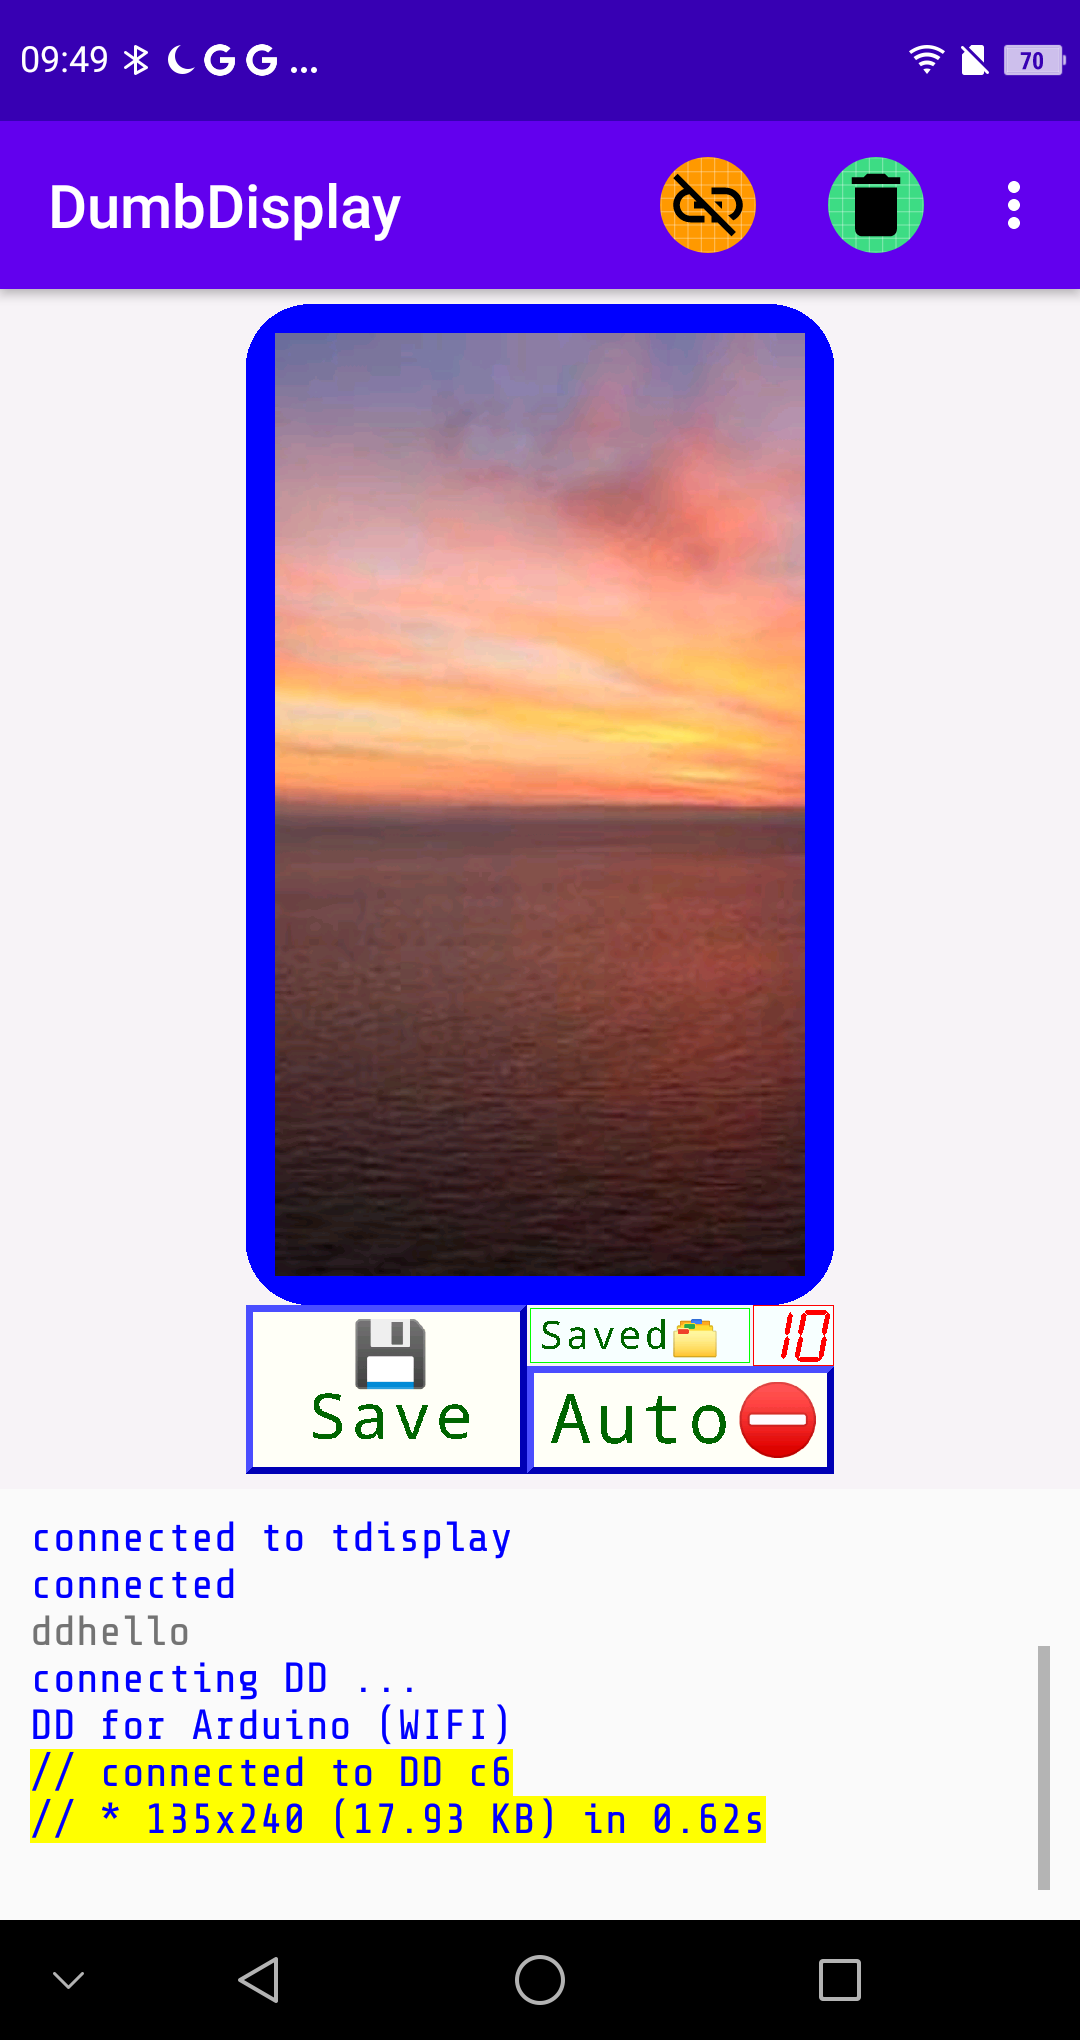 09:49 ... 70
DumbDisplay
Saved 10
Save
Auto
connected to tdisplay
connected
ddhello
connecting DD ...
DD for Arduino (WIFI)
// connected to DD c6
// * 135x240 (17.93 KB) in 0.62s